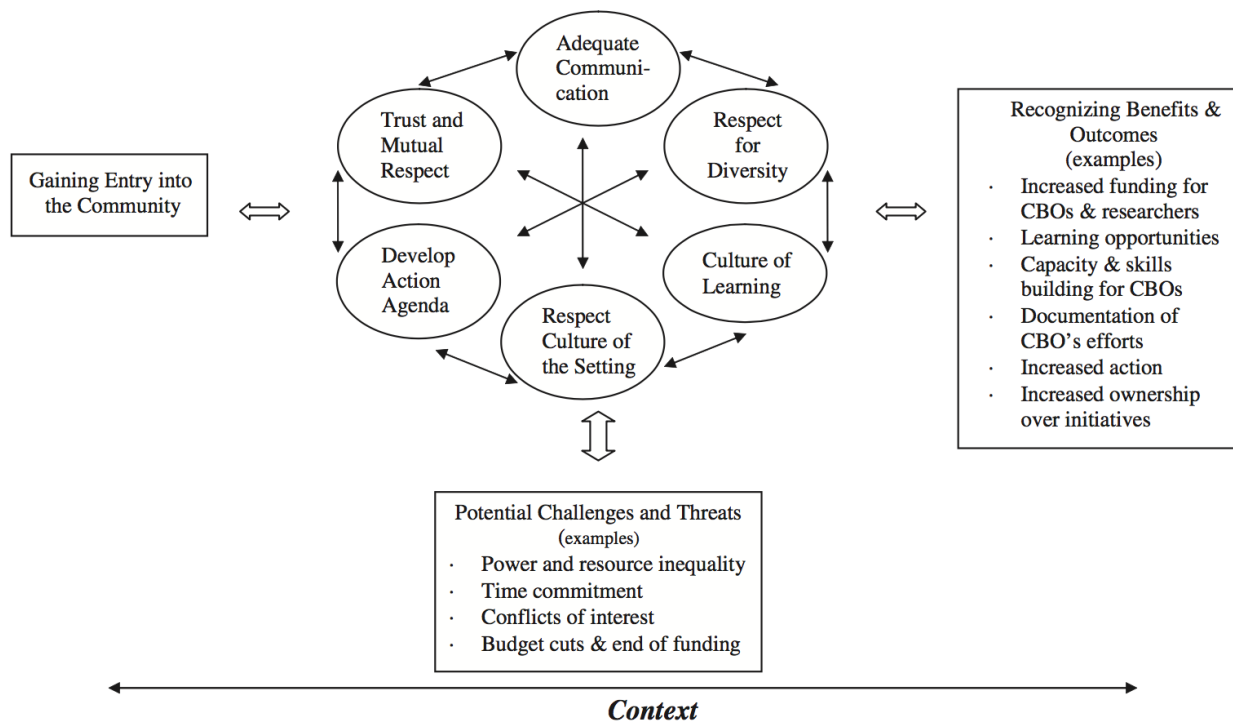 Adequate
Communi-
cation
Trust and
Mutual
Respect
Respect
for
Diversity
Gaining Entry into
the Community
Develop
Action
Agenda
Culture of
Learning
Respect
Culture of
the Setting
Recognizing Benefits &
Outcomes
(examples)
· Increased funding for
CBOs & researchers
· Learning opportunities
· Capacity & skills
building for CBOs
· Documentation of
CBO’s efforts
· Increased action
· Increased ownership
over initiatives
Potential Challenges and Threats
(examples)
· Power and resource inequality
· Time commitment
· Conflicts of interest
· Budget cuts & end of funding
Context